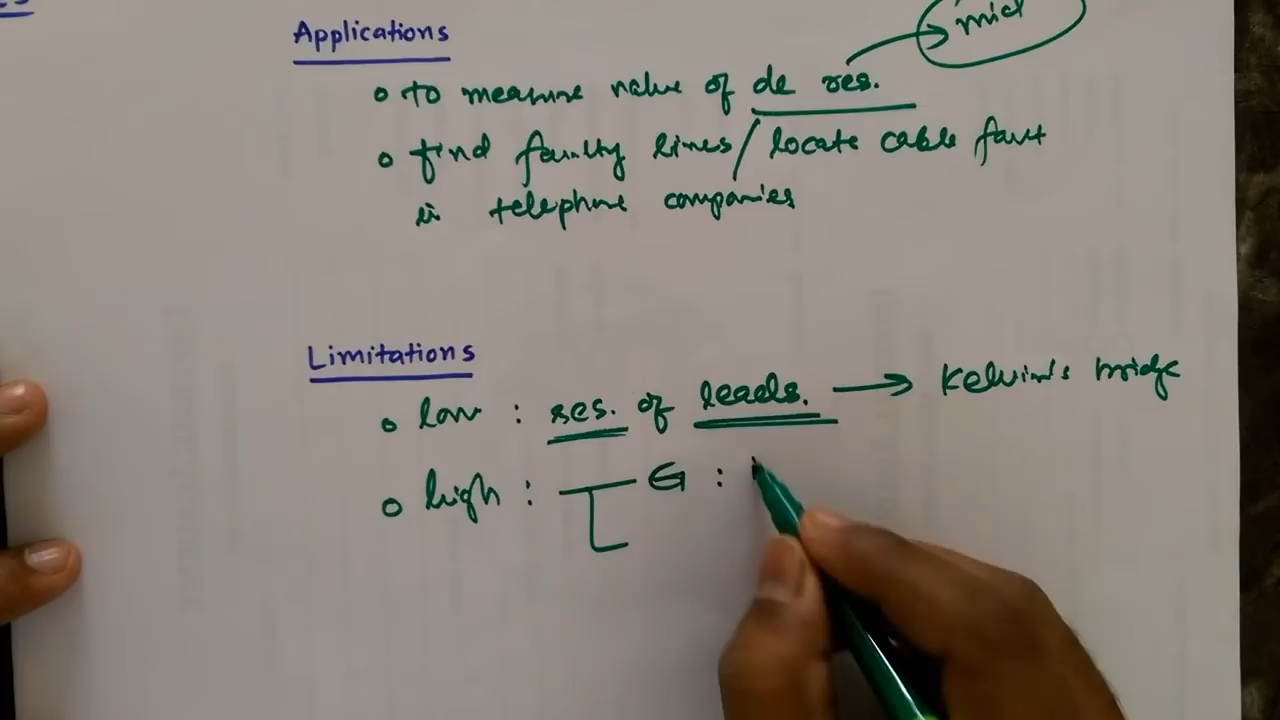 Applications
mid
o to measure value of dc res.
o find faulty lines/locate cable fault
in telephone companies
Limitations
o low : res. of leads. → Kelvin's bridge
o high : G :